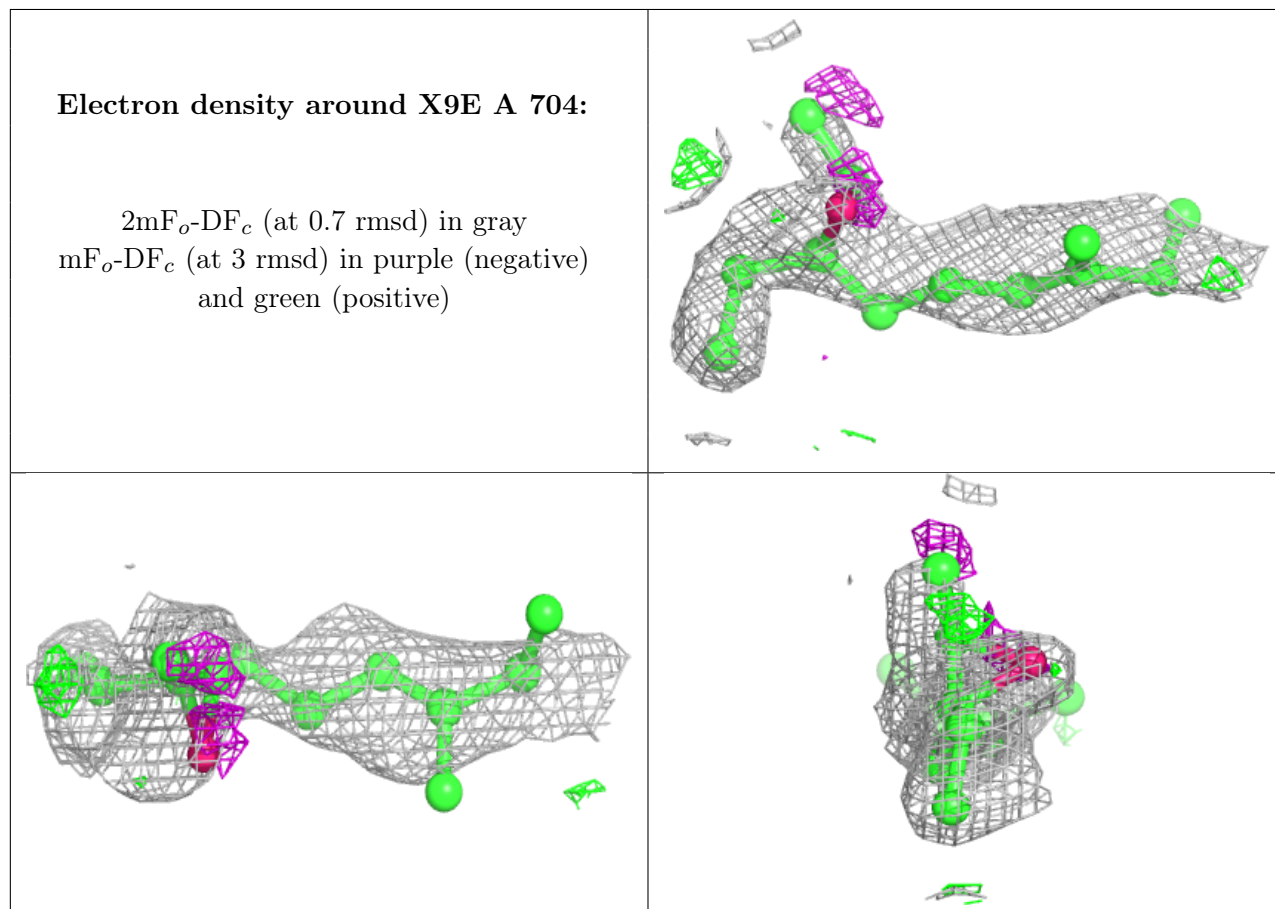 Electron density around X9E A 704:
2mFo-DFc (at 0.7 rmsd) in gray
mFo-DFc (at 3 rmsd) in purple (negative)
and green (positive)